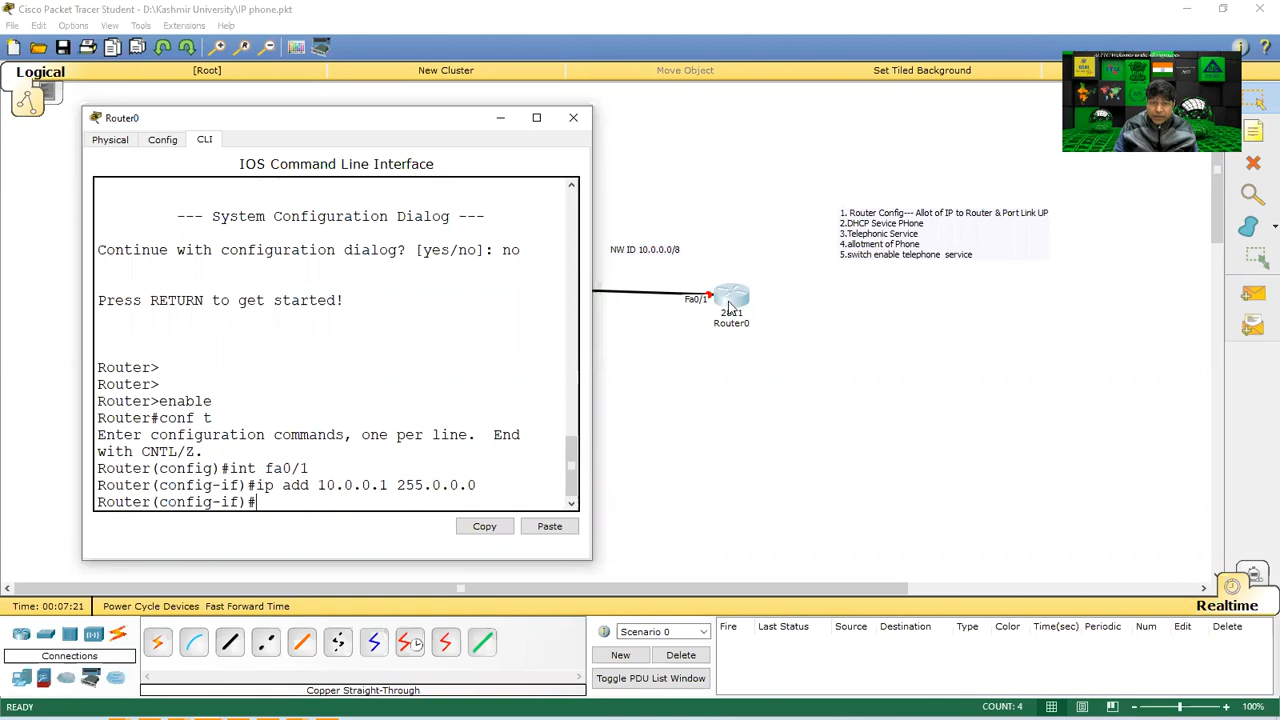 Cisco Packet Tracer Student - D:\Kashmir University\IP phone.pkt
File Edit Options View Tools Extensions Help
Logical
[Root]
New Cluster
Move Object
Set Tiled Background
Router0
Physical Config CLI
IOS Command Line Interface
--- System Configuration Dialog ---
Continue with configuration dialog? [yes/no]: no
Press RETURN to get started!
Router>
Router>
Router>enable
Router#conf t
Enter configuration commands, one per line. End
with CNTL/Z.
Router(config)#int fa0/1
Router(config-if)#ip add 10.0.0.1 255.0.0.0
Router(config-if)#
Copy Paste
NW ID 10.0.0.0/8
Fa0/1
Router0
1. Router Config--- Allot of IP to Router & Port Link UP
2.DHCP Sevice PHone
3.Telephonic Service
4.allotment of Phone
5.switch enable telephone service
Time: 00:07:21 Power Cycle Devices Fast Forward Time
Realtime
Connections
Copper Straight-Through
Scenario 0
New Delete
Toggle PDU List Window
Fire Last Status Source Destination Type Color Time(sec) Periodic Num Edit Delete
READY
COUNT: 4
100%